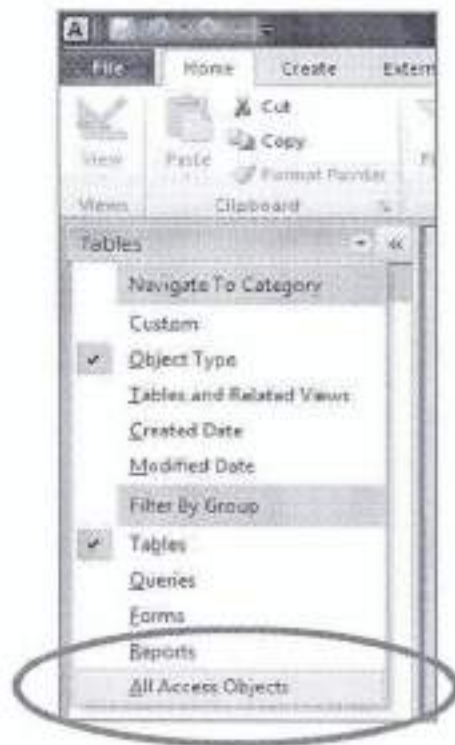 A
File Home Create Extern
Cut
Copy
View Paste Format Painter
Views Clipboard
Tables
Navigate To Category
Custom
Object Type
Tables and Related Views
Created Date
Modified Date
Filter By Group
Tables
Queries
Forms
Reports
All Access Objects